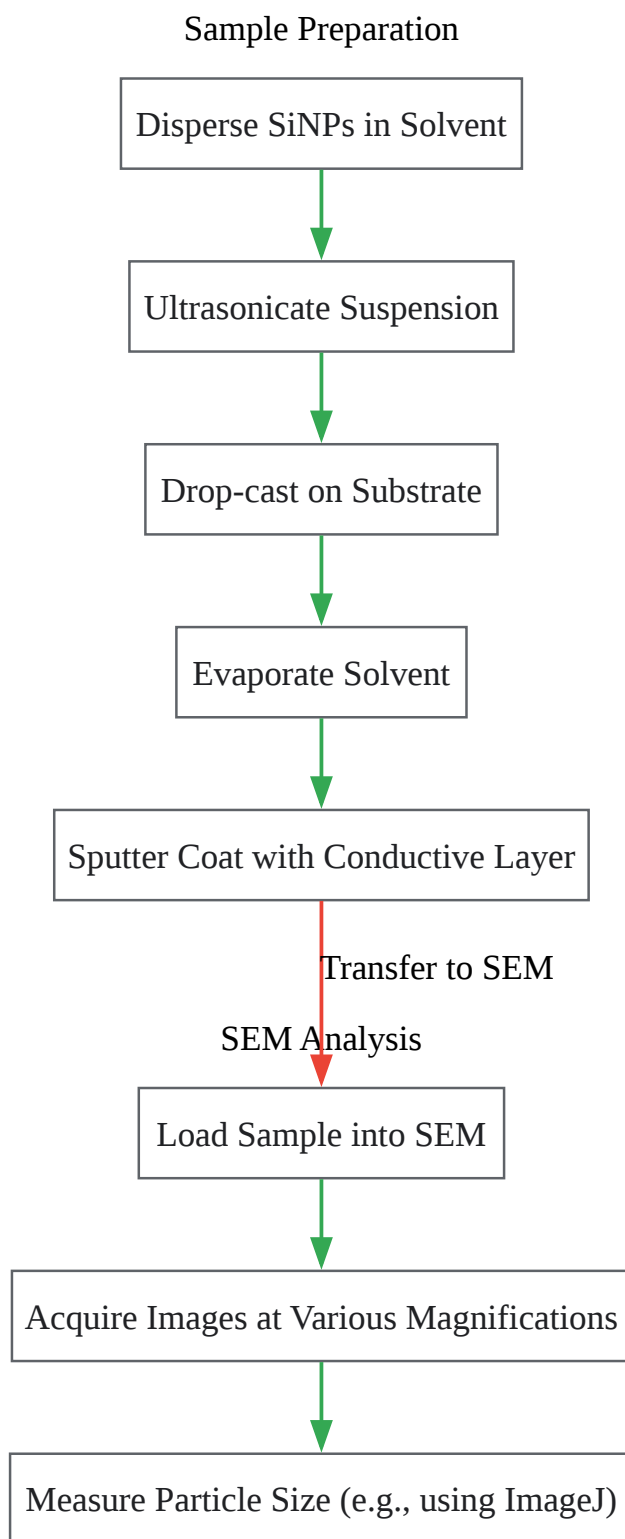 Sample Preparation
Disperse SiNPs in Solvent
Ultrasonicate Suspension
Drop-cast on Substrate
Evaporate Solvent
Sputter Coat with Conductive Layer
Transfer to SEM
SEM Analysis
Load Sample into SEM
Acquire Images at Various Magnifications
Measure Particle Size (e.g., using ImageJ)